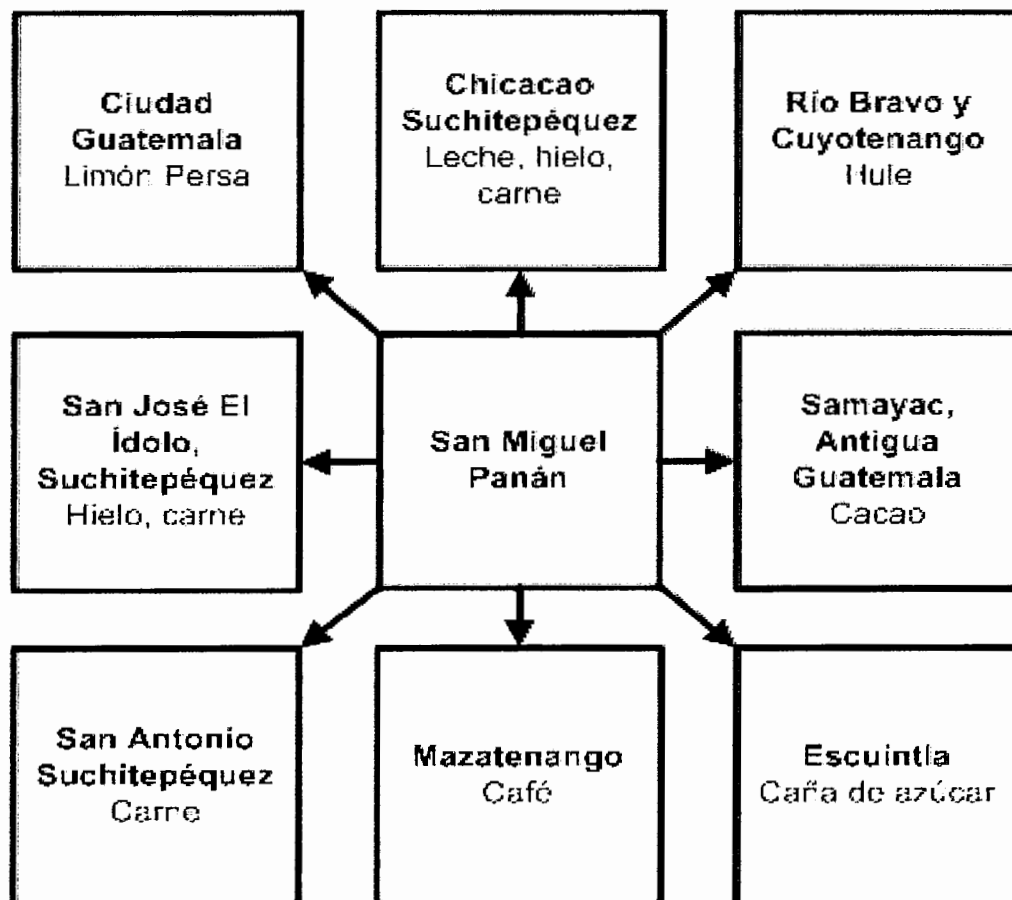 Ciudad
Guatemala
Limón Persa
Chicacao
Suchitepéquez
Leche, hielo,
carne
Río Bravo y
Cuyotenango
Hule
San José El
Ídolo,
Suchitepéquez
Hielo, carne
San Miguel
Panán
Samayac,
Antigua
Guatemala
Cacao
San Antonio
Suchitepéquez
Carne
Mazatenango
Café
Escuintla
Caña de azúcar